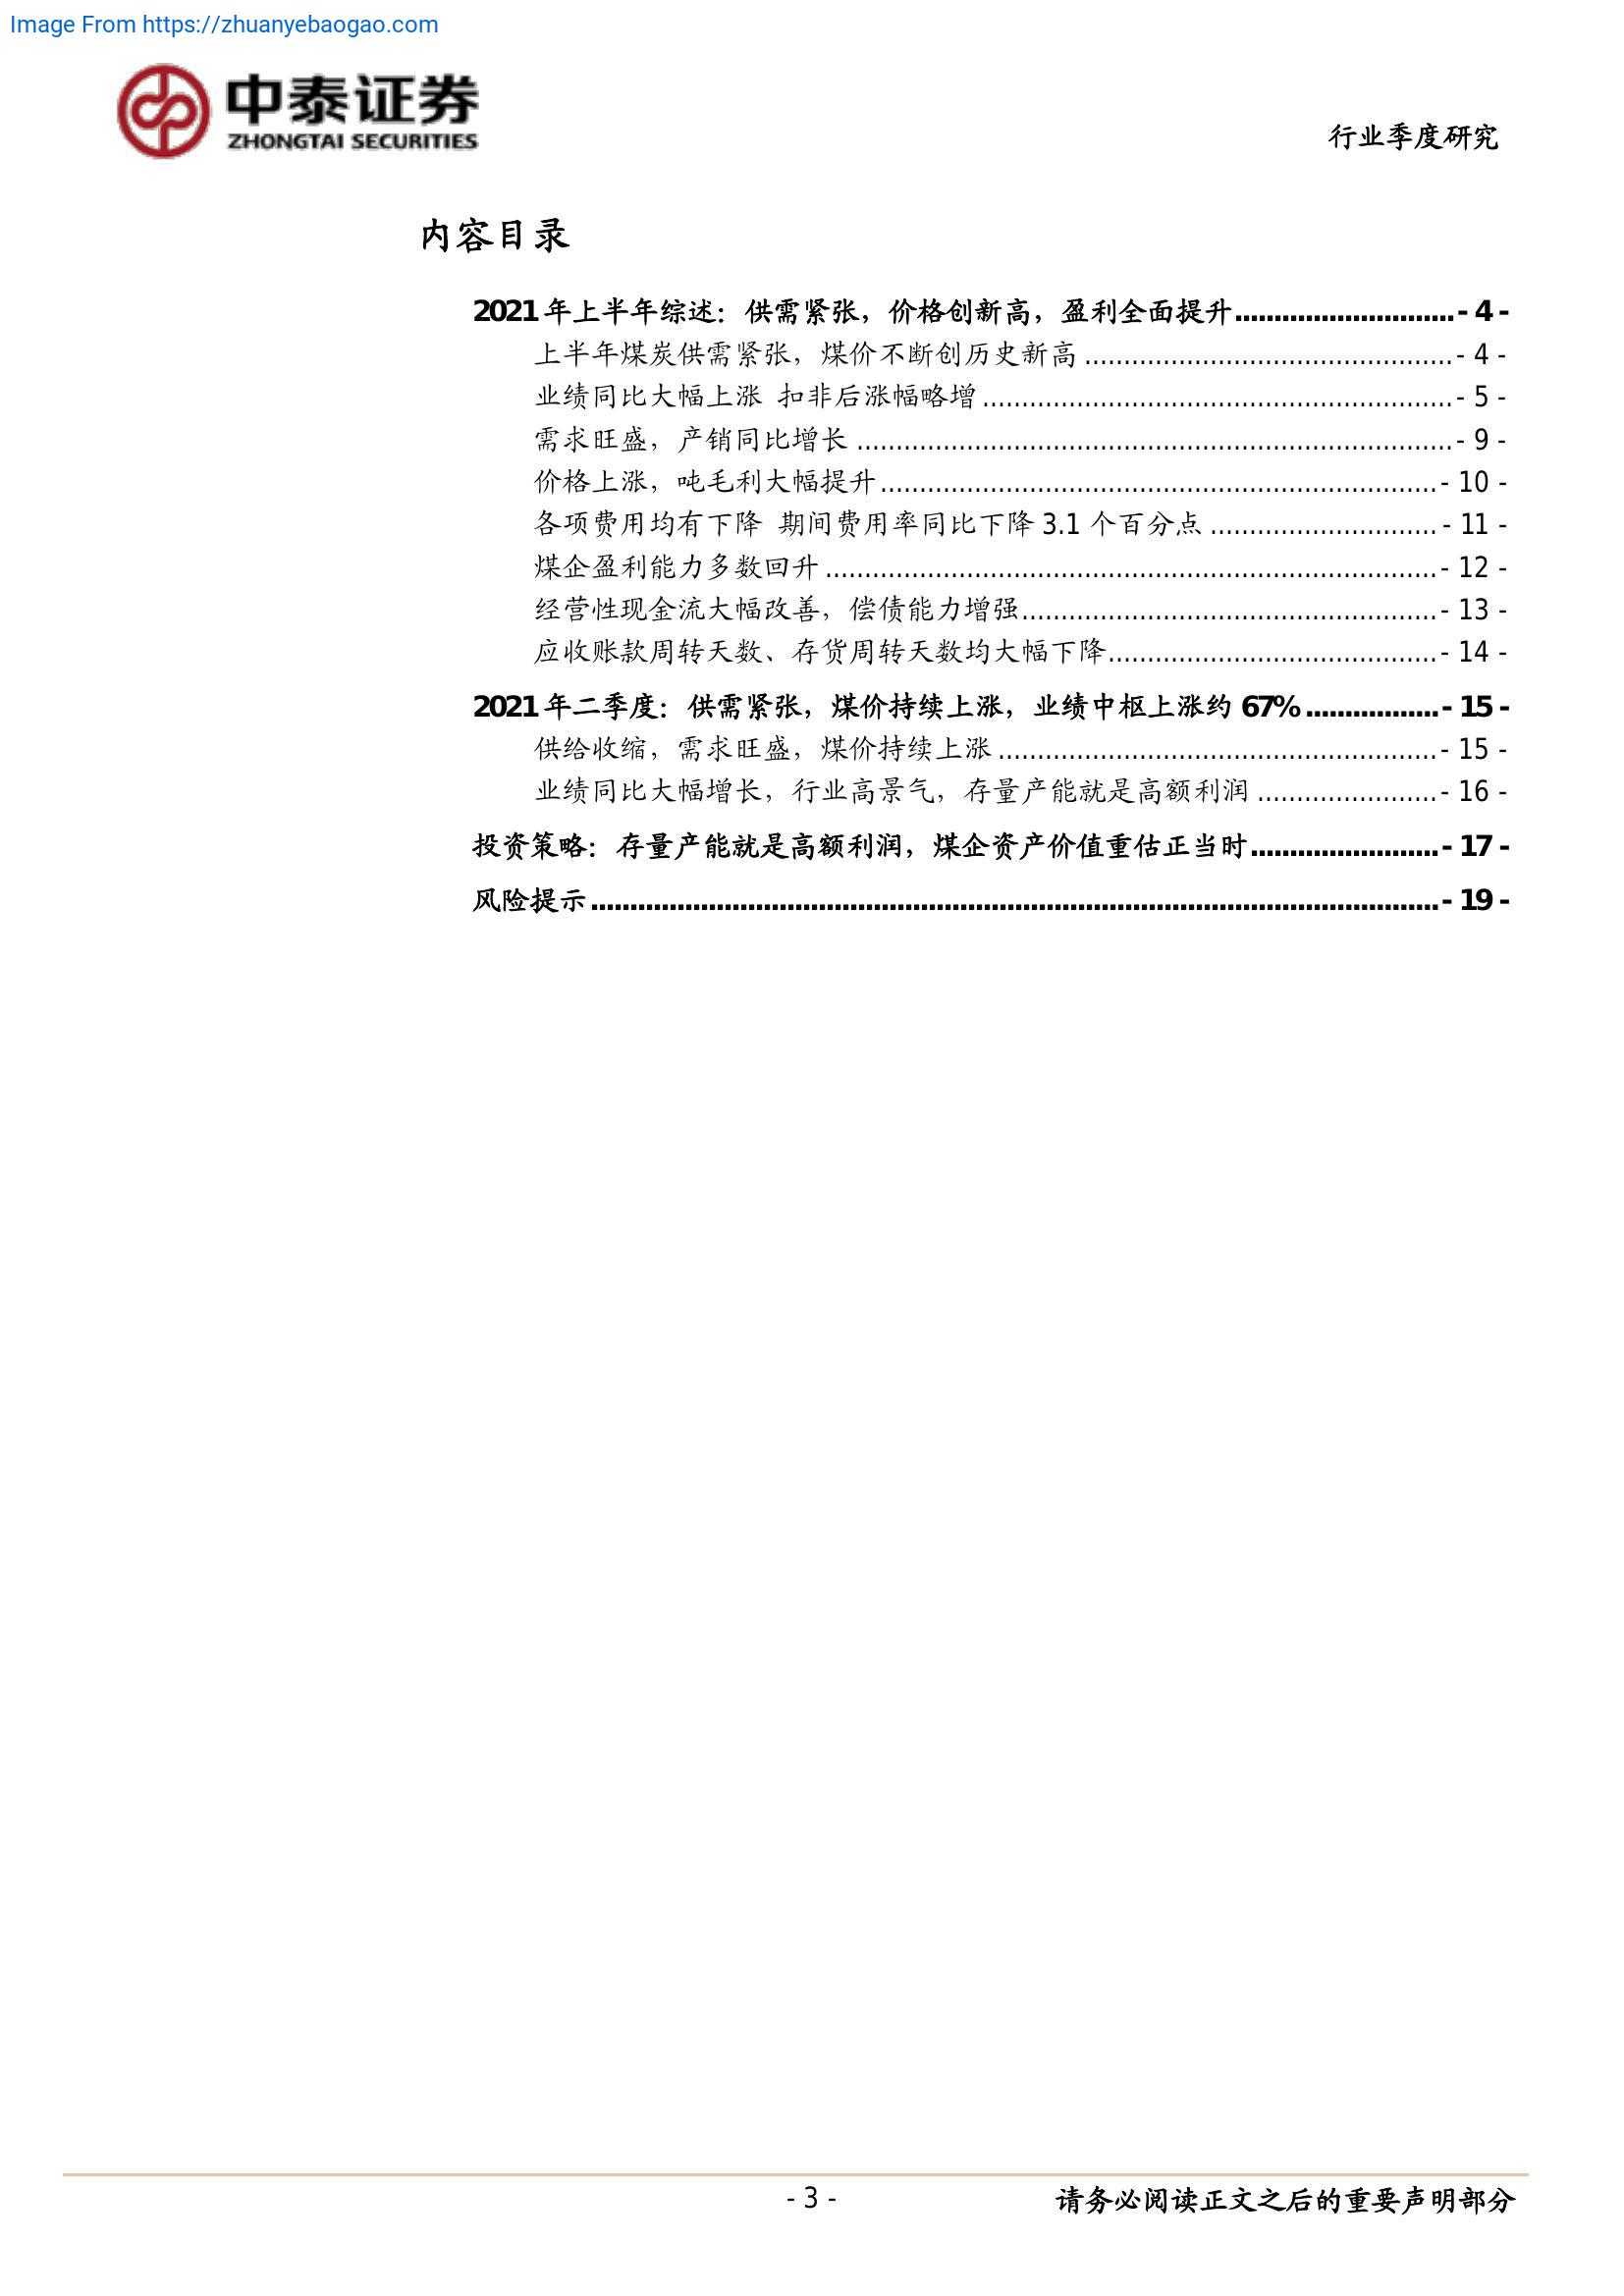 Image From https://zhuanyebaogao.com
中泰证券
ZHONGTAI SECURITIES
行业季度研究
内容目录
2021 年上半年综述：供需紧张，价格创新高，盈利全面提升............................- 4 -
上半年煤炭供需紧张，煤价不断创历史新高 ...............................................- 4 -
业绩同比大幅上涨 扣非后涨幅略增 ............................................................- 5 -
需求旺盛，产销同比增长 ............................................................................- 9 -
价格上涨，吨毛利大幅提升.......................................................................- 10 -
各项费用均有下降 期间费用率同比下降 3.1 个百分点 .............................- 11 -
煤企盈利能力多数回升 ..............................................................................- 12 -
经营性现金流大幅改善，偿债能力增强.....................................................- 13 -
应收账款周转天数、存货周转天数均大幅下降..........................................- 14 -
2021 年二季度：供需紧张，煤价持续上涨，业绩中枢上涨约 67% .................- 15 -
供给收缩，需求旺盛，煤价持续上涨 ........................................................- 15 -
业绩同比大幅增长，行业高景气，存量产能就是高额利润 .......................- 16 -
投资策略：存量产能就是高额利润，煤企资产价值重估正当时........................- 17 -
风险提示 ............................................................................................................- 19 -
- 3 -
请务必阅读正文之后的重要声明部分